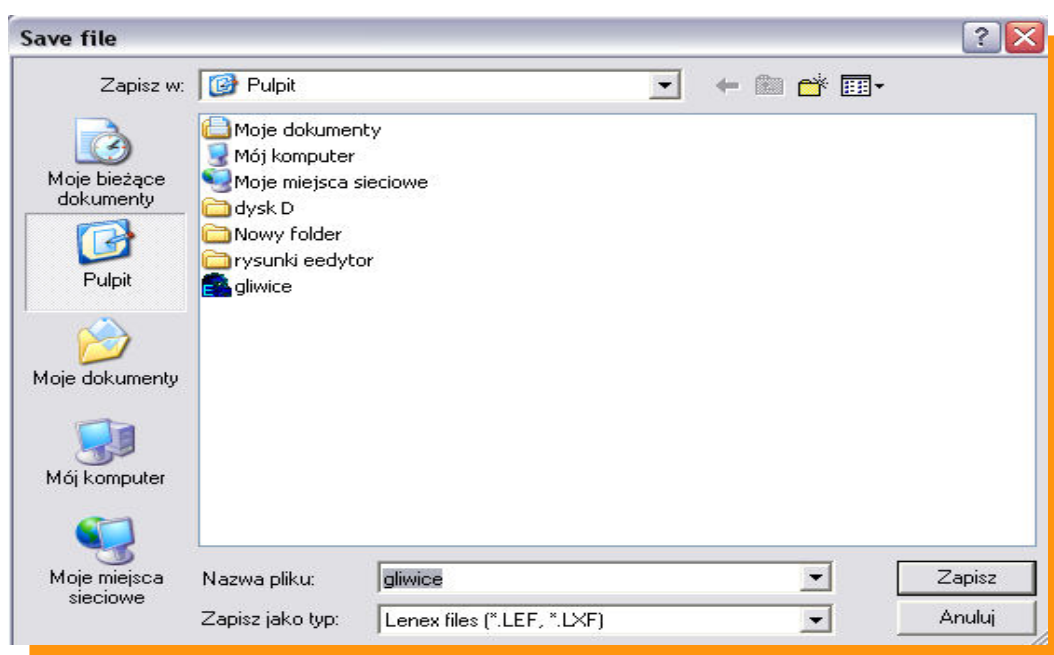 Save file
Zapisz w:
Pulpit
Moje bieżące
dokumenty
Pulpit
Moje dokumenty
Mój komputer
Moje miejsca
sieciowe
Moje dokumenty
Mój komputer
Moje miejsca sieciowe
dysk D
Nowy folder
rysunki eedytor
gliwice
Nazwa pliku:
gliwice
Zapisz
Zapisz jako typ:
Lenex files (*.LEF, *.LXF)
Anuluj